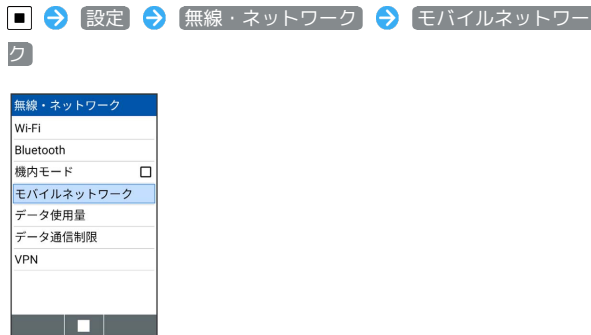 設定 無線・ネットワーク モバイルネットワー
ク
無線・ネットワーク
Wi-Fi
Bluetooth
機内モード
モバイルネットワーク
データ使用量
データ通信制限
VPN